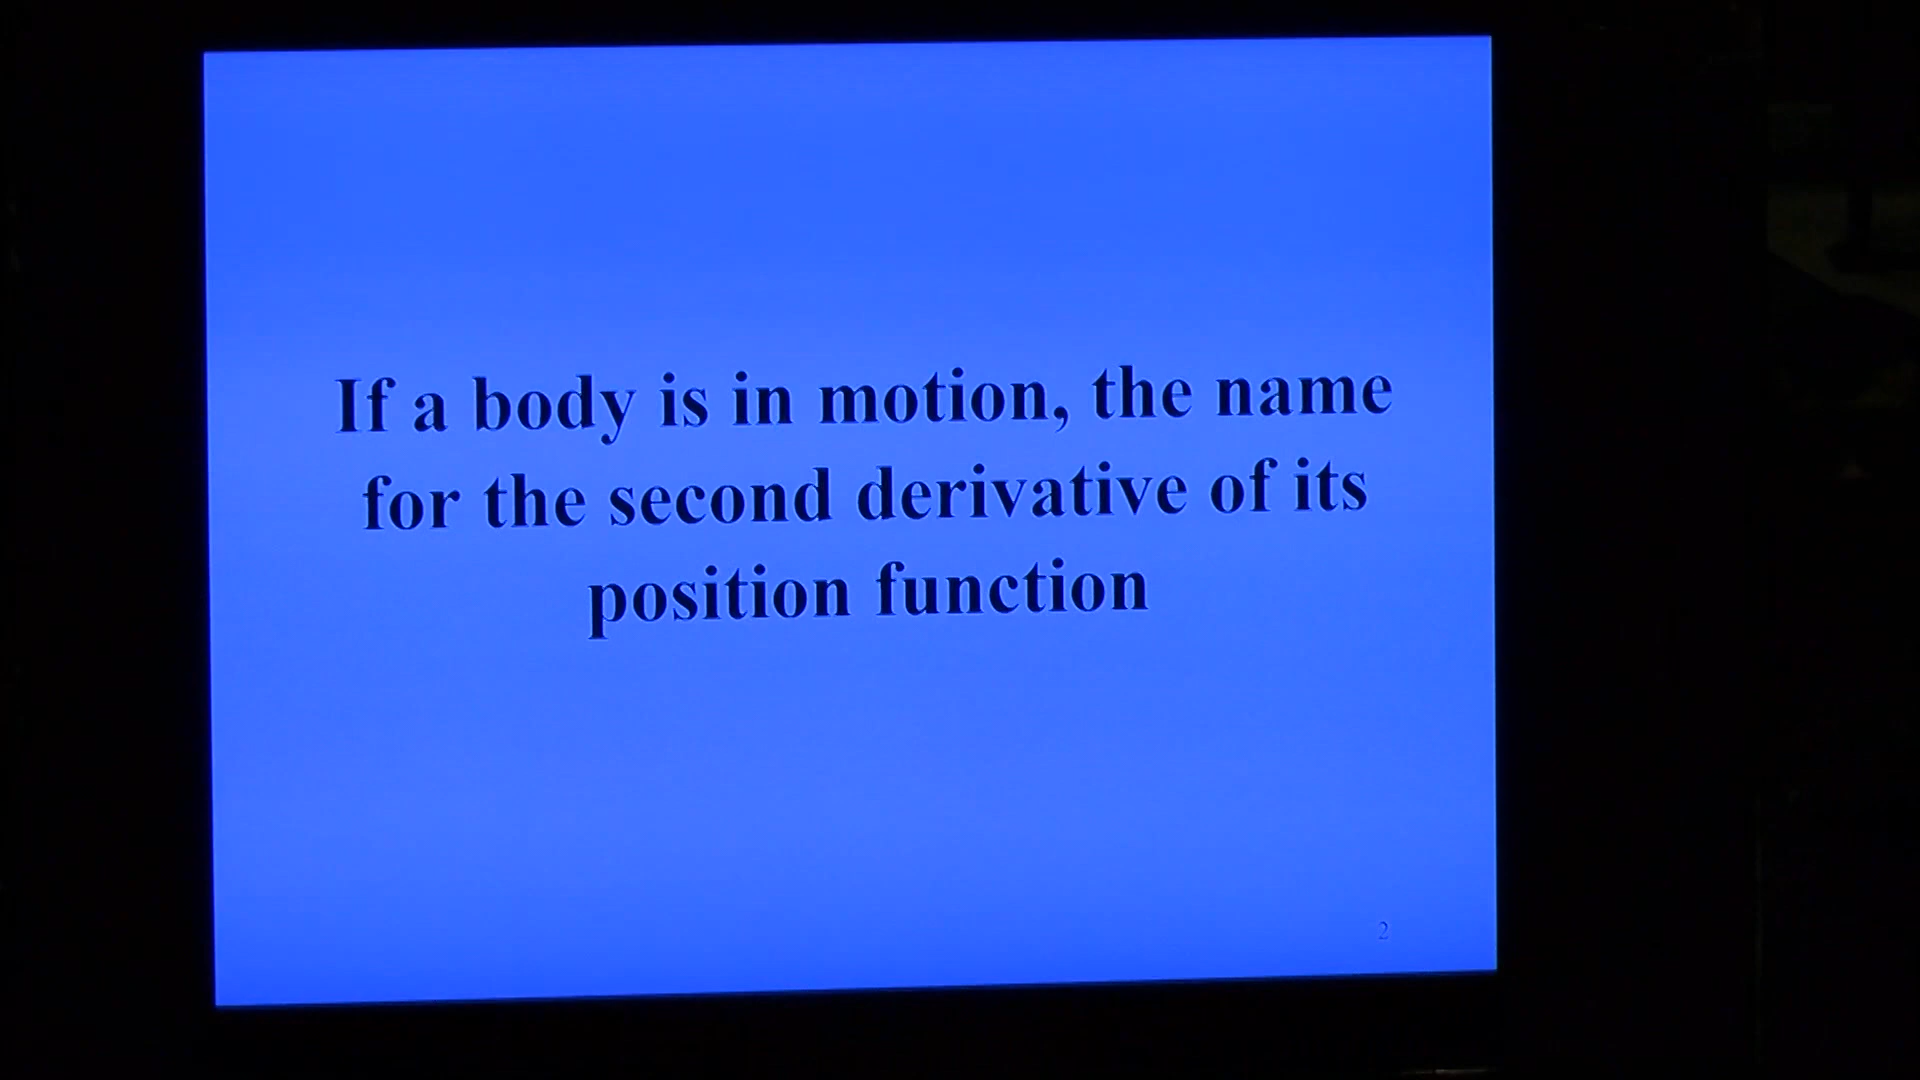 If a body is in motion, the name
for the second derivative of its
position function
2